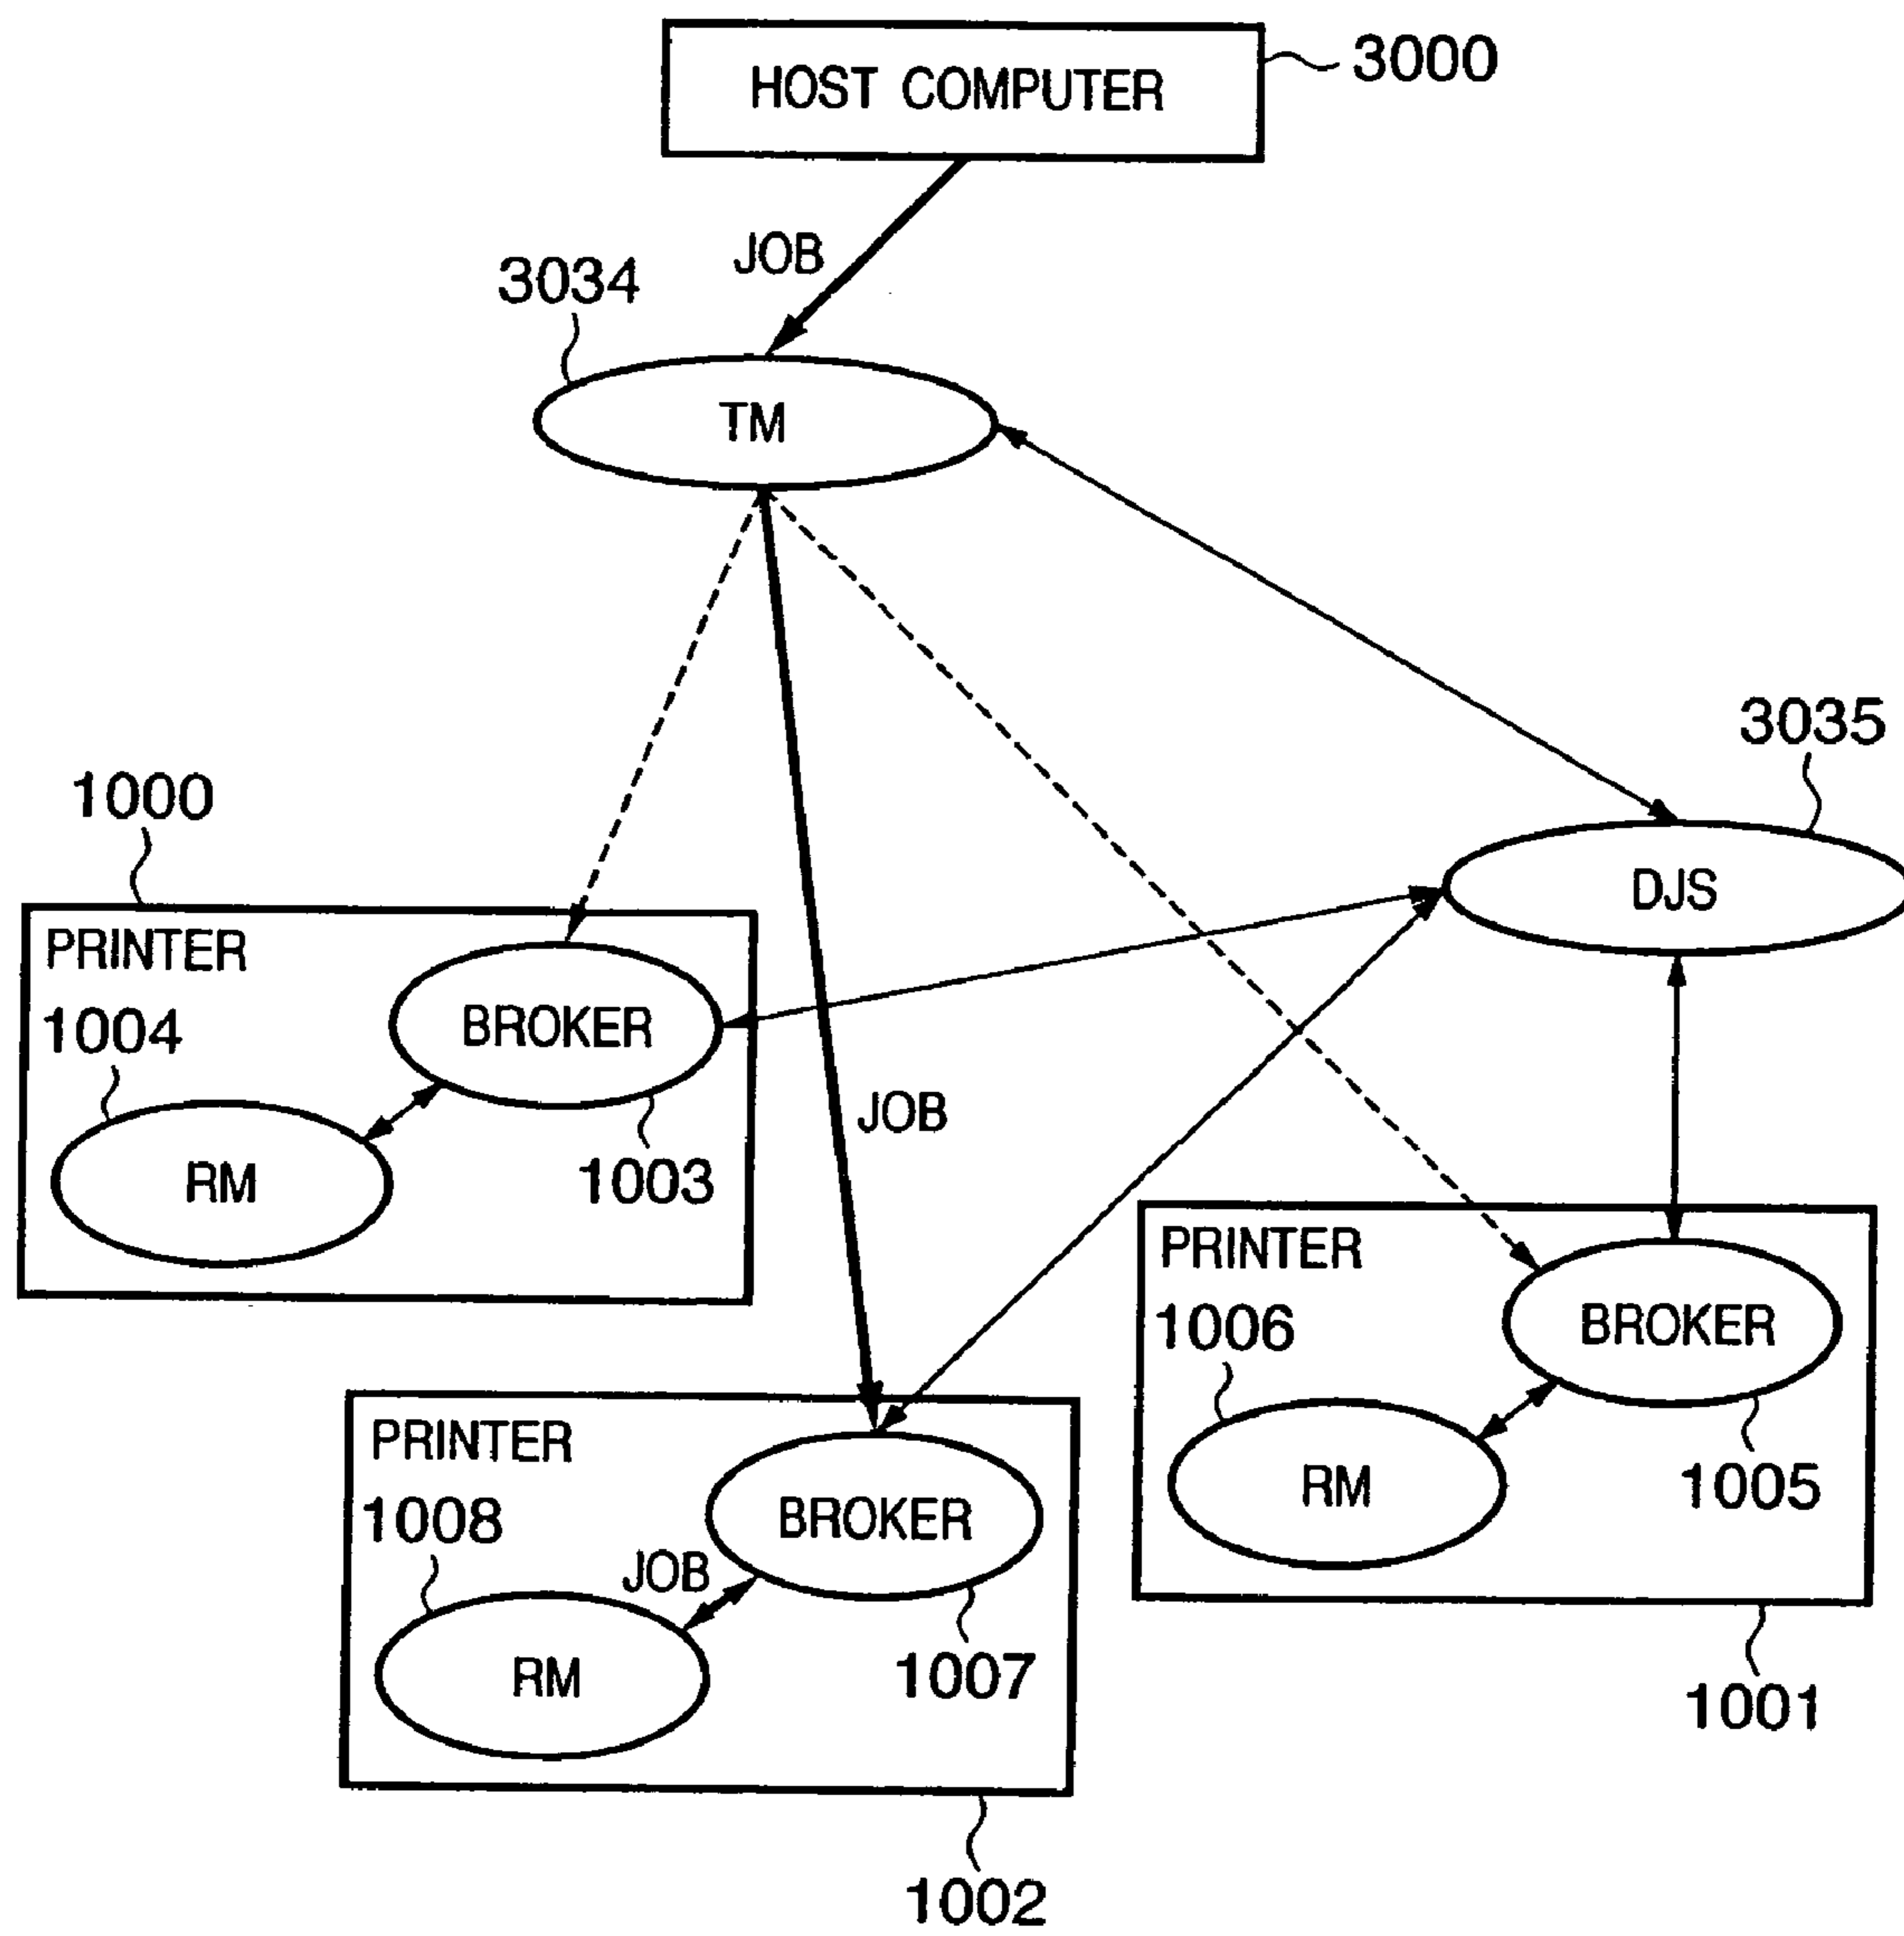 HOST COMPUTER
3000
JOB
3034
TM
3035
DJS
1000
PRINTER
1004
BROKER
RM
1003
JOB
PRINTER
1006
BROKER
RM
1005
1001
PRINTER
1008
BROKER
JOB
RM
1007
1002